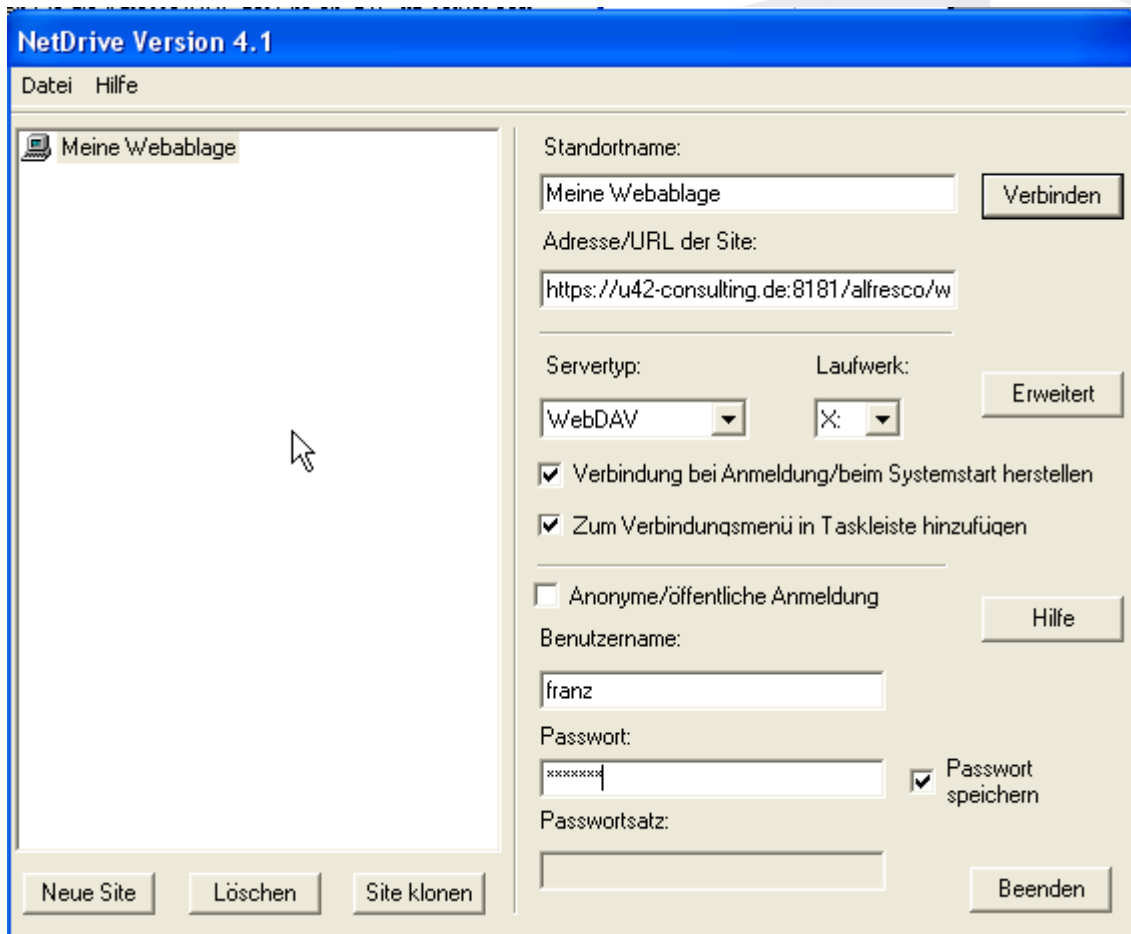 NetDrive Version 4.1
Datei Hilfe
Meine Webablage
Standortname:
Meine Webablage
Verbinden
Adresse/URL der Site:
https://u42-consulting.de:8181/alfresco/w
Servertyp:
Laufwerk:
Erweitert
WebDAV
X:
Verbindung bei Anmeldung/beim Systemstart herstellen
Zum Verbindungsmenü in Taskleiste hinzufügen
Anonyme/öffentliche Anmeldung
Hilfe
Benutzername:
franz
Passwort:
*******
Passwort
speichern
Passwortsatz:
Neue Site
Löschen
Site klonen
Beenden